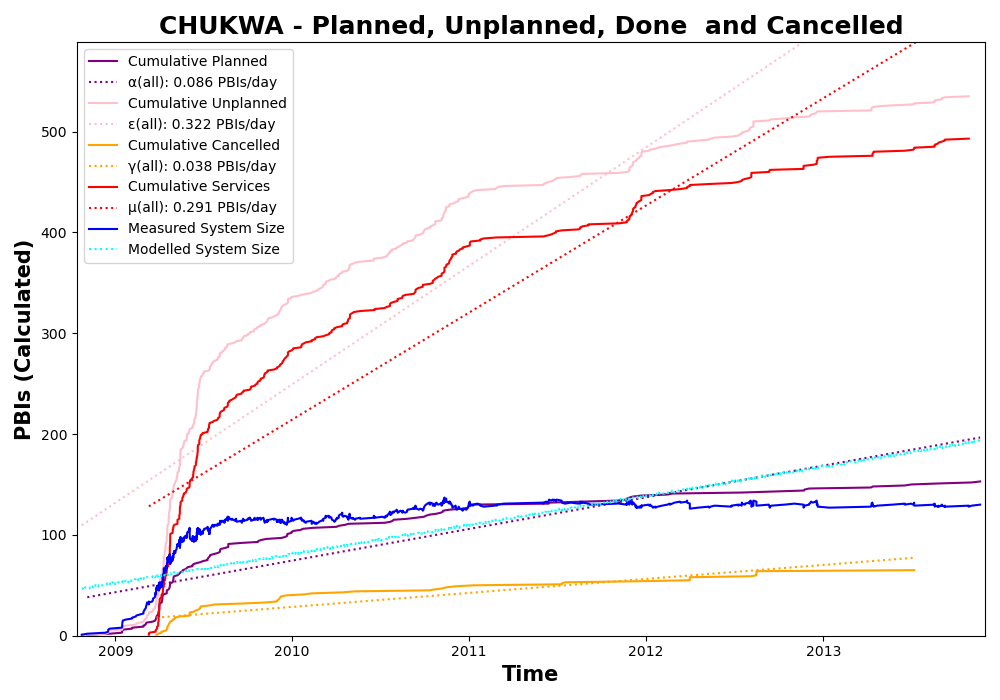 CHUKWA - Planned, Unplanned, Done  and Cancelled
Cumulative Planned
α(all): 0.086 PBIs/day
Cumulative Unplanned
ε(all): 0.322 PBIs/day
Cumulative Cancelled
γ(all): 0.038 PBIs/day
Cumulative Services
μ(all): 0.291 PBIs/day
Measured System Size
Modelled System Size
PBIs (Calculated)
500
400
300
200
100
0
2009 2010 2011 2012 2013
Time